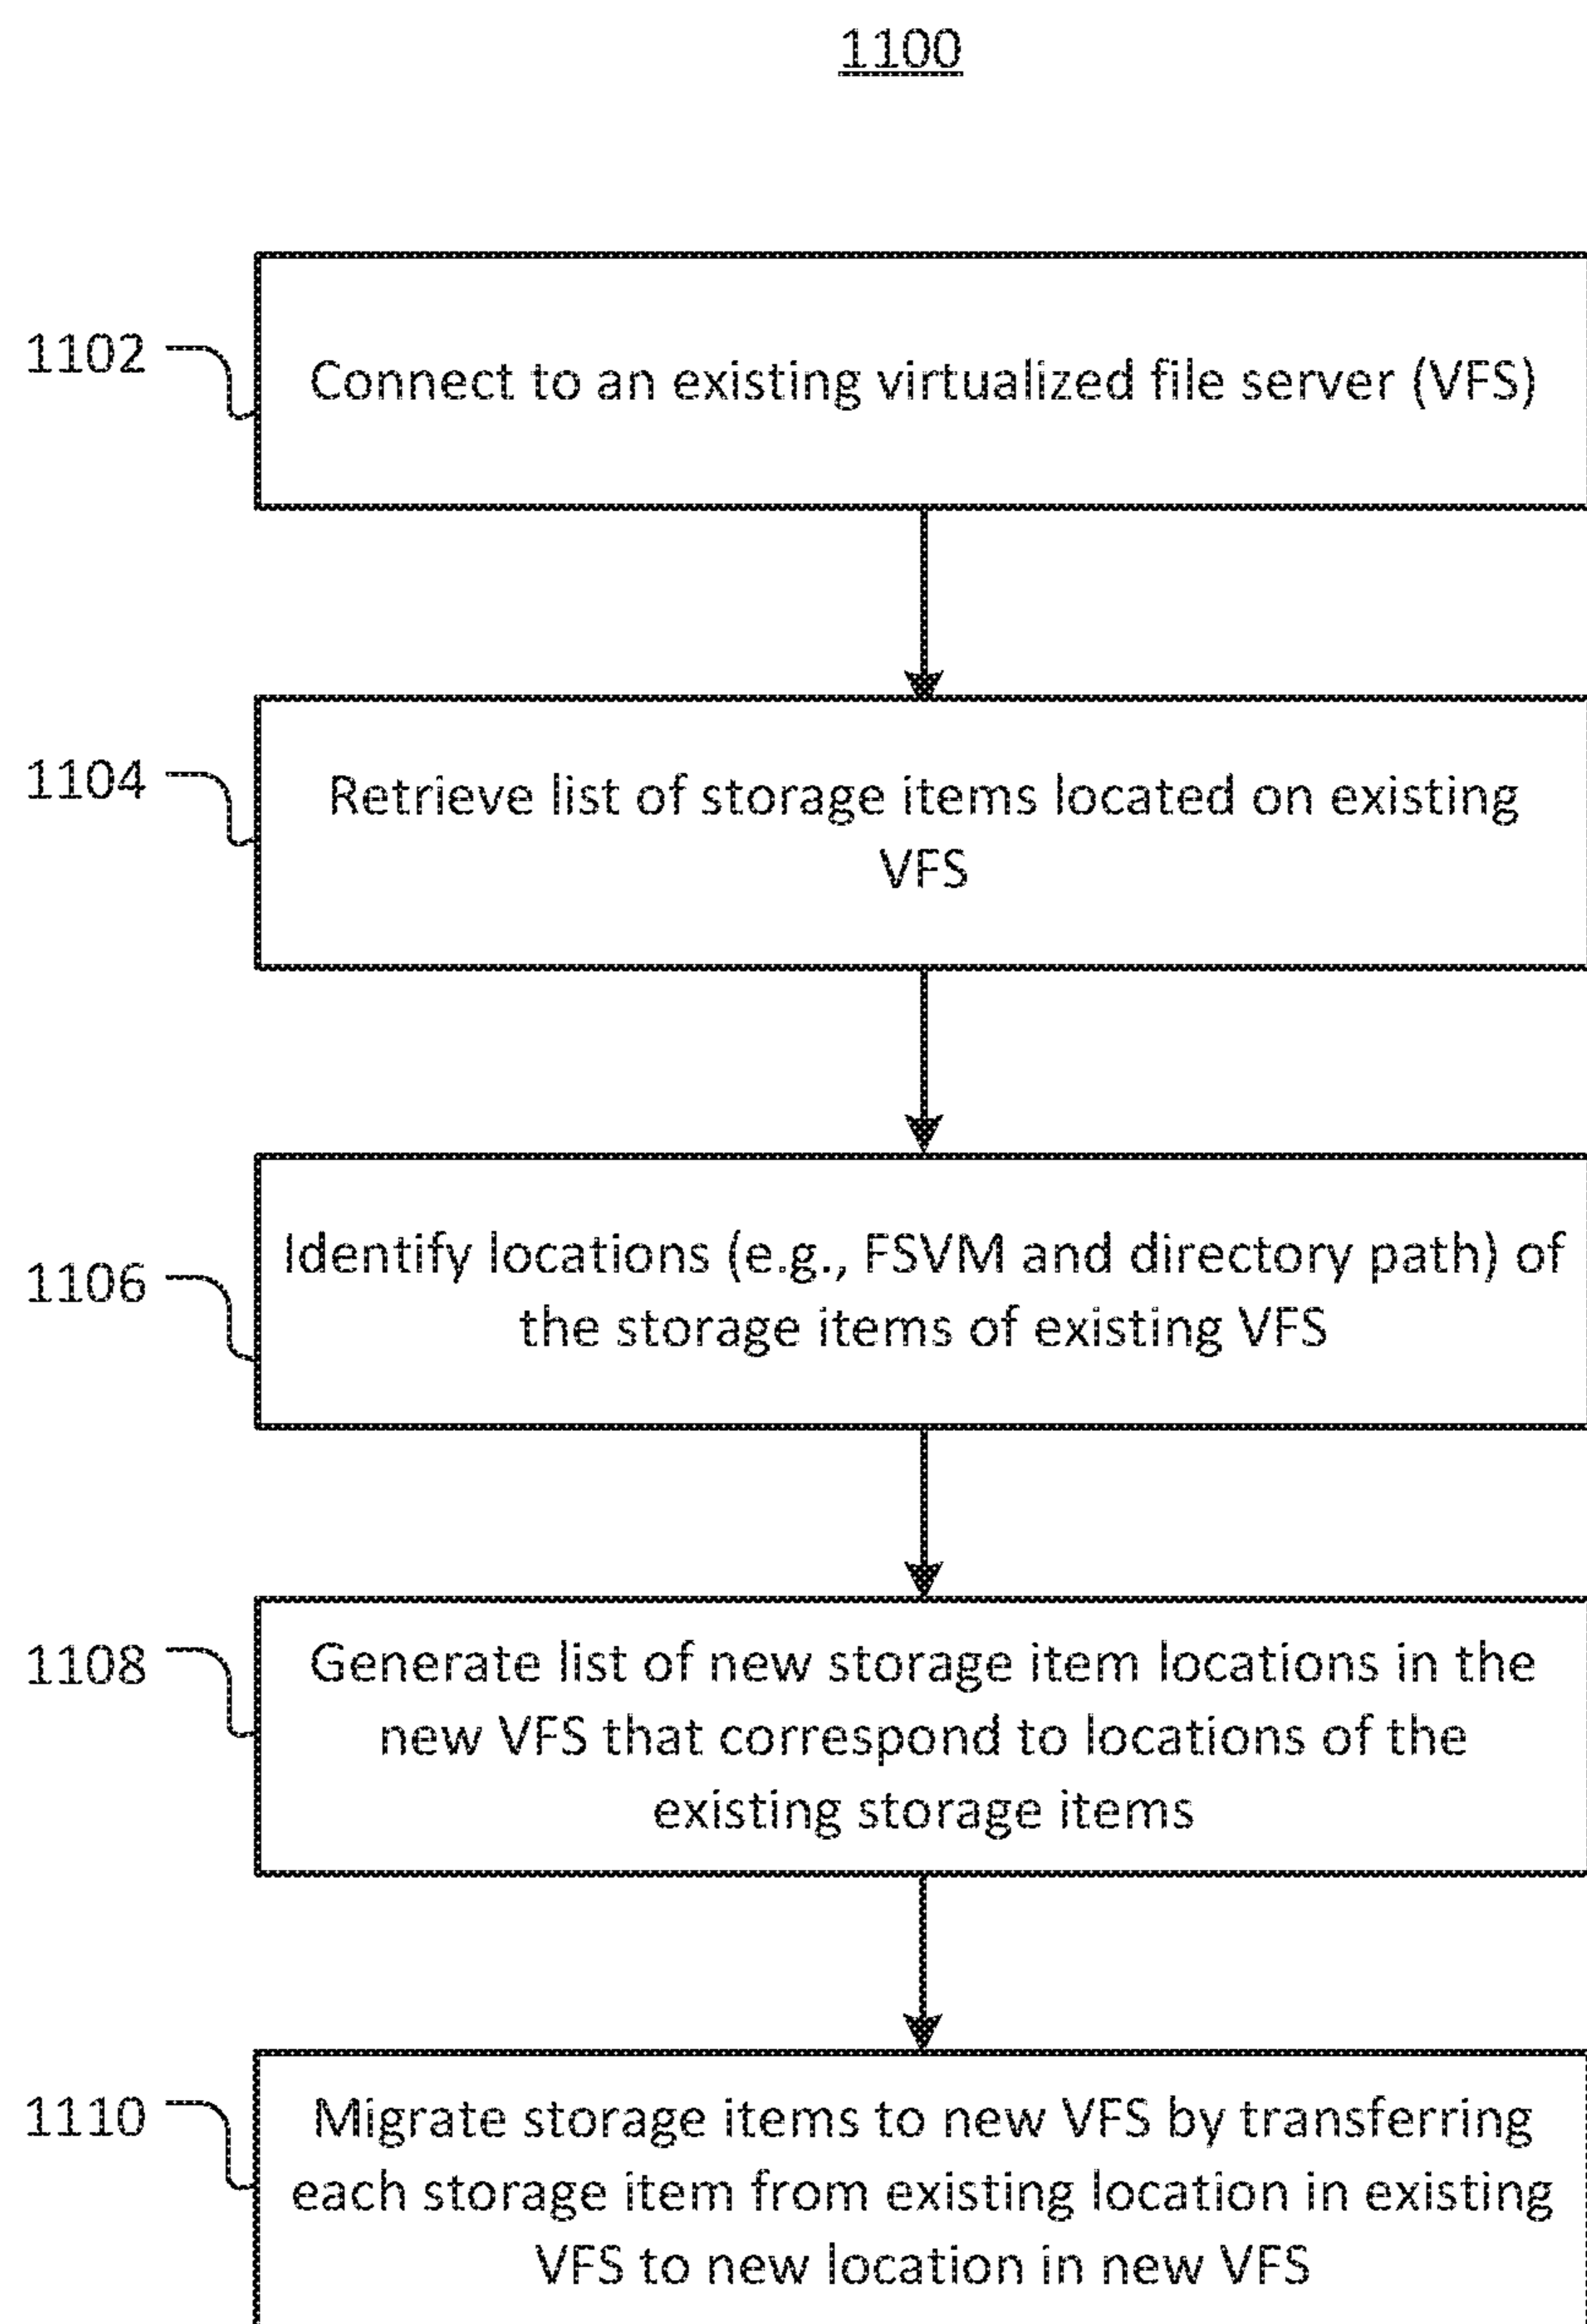 1100
1102
Connect to an existing virtualized file server (VFS)
1104
Retrieve list of storage items located on existing
VFS
1106
Identify locations (e.g., FSVM and directory path) of
the storage items of existing VFS
1108
Generate list of new storage item locations in the
new VFS that correspond to locations of the
existing storage items
1110
Migrate storage items to new VFS by transferring
each storage item from existing location in existing
VFS to new location in new VFS